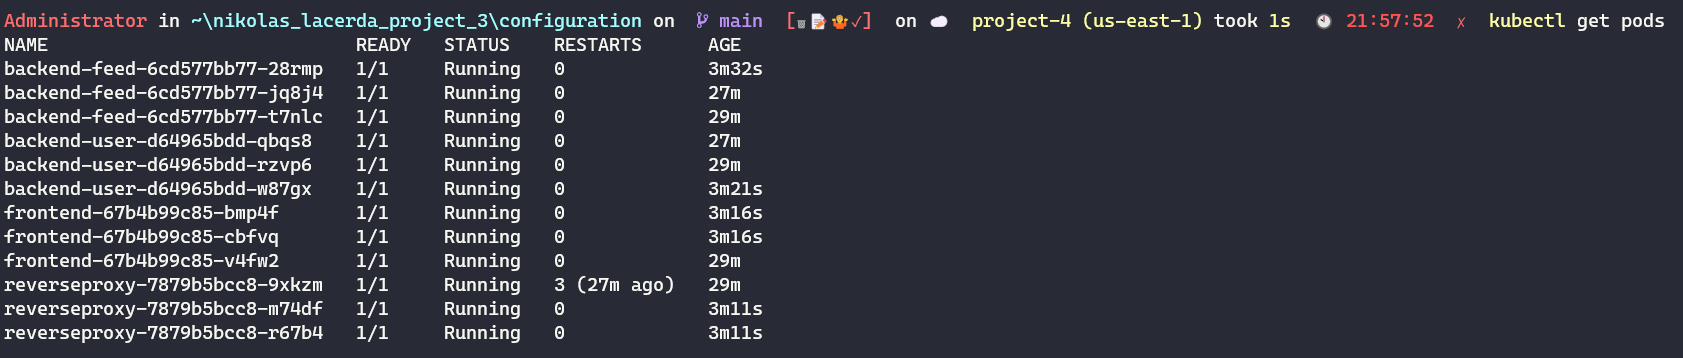 Administrator in ~\nikolas_lacerda_project_3\configuration on main [🗑📝🤷✓] on ☁ project-4 (us-east-1) took 1s 🕙 21:57:52 ✗ kubectl get pods
NAME READY STATUS RESTARTS AGE
backend-feed-6cd577bb77-28rmp 1/1 Running 0 3m32s
backend-feed-6cd577bb77-jq8j4 1/1 Running 0 27m
backend-feed-6cd577bb77-t7nlc 1/1 Running 0 29m
backend-user-d64965bdd-qbqs8 1/1 Running 0 27m
backend-user-d64965bdd-rzvp6 1/1 Running 0 29m
backend-user-d64965bdd-w87gx 1/1 Running 0 3m21s
frontend-67b4b99c85-bmp4f 1/1 Running 0 3m16s
frontend-67b4b99c85-cbfvq 1/1 Running 0 3m16s
frontend-67b4b99c85-v4fw2 1/1 Running 0 29m
reverseproxy-7879b5bcc8-9xkzm 1/1 Running 3 (27m ago) 29m
reverseproxy-7879b5bcc8-m74df 1/1 Running 0 3m11s
reverseproxy-7879b5bcc8-r67b4 1/1 Running 0 3m11s